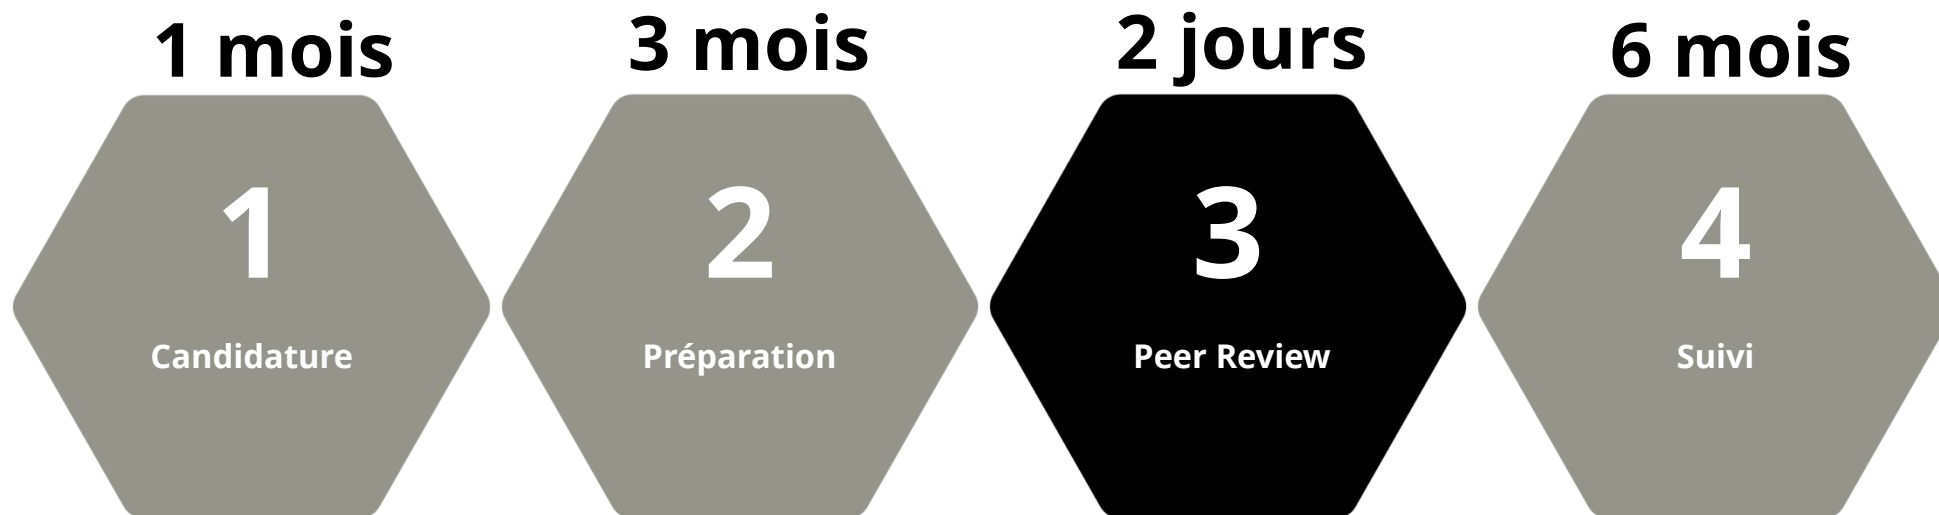 1 mois
3 mois
2 jours
6 mois
1
2
3
4
Candidature
Préparation
Peer Review
Suivi